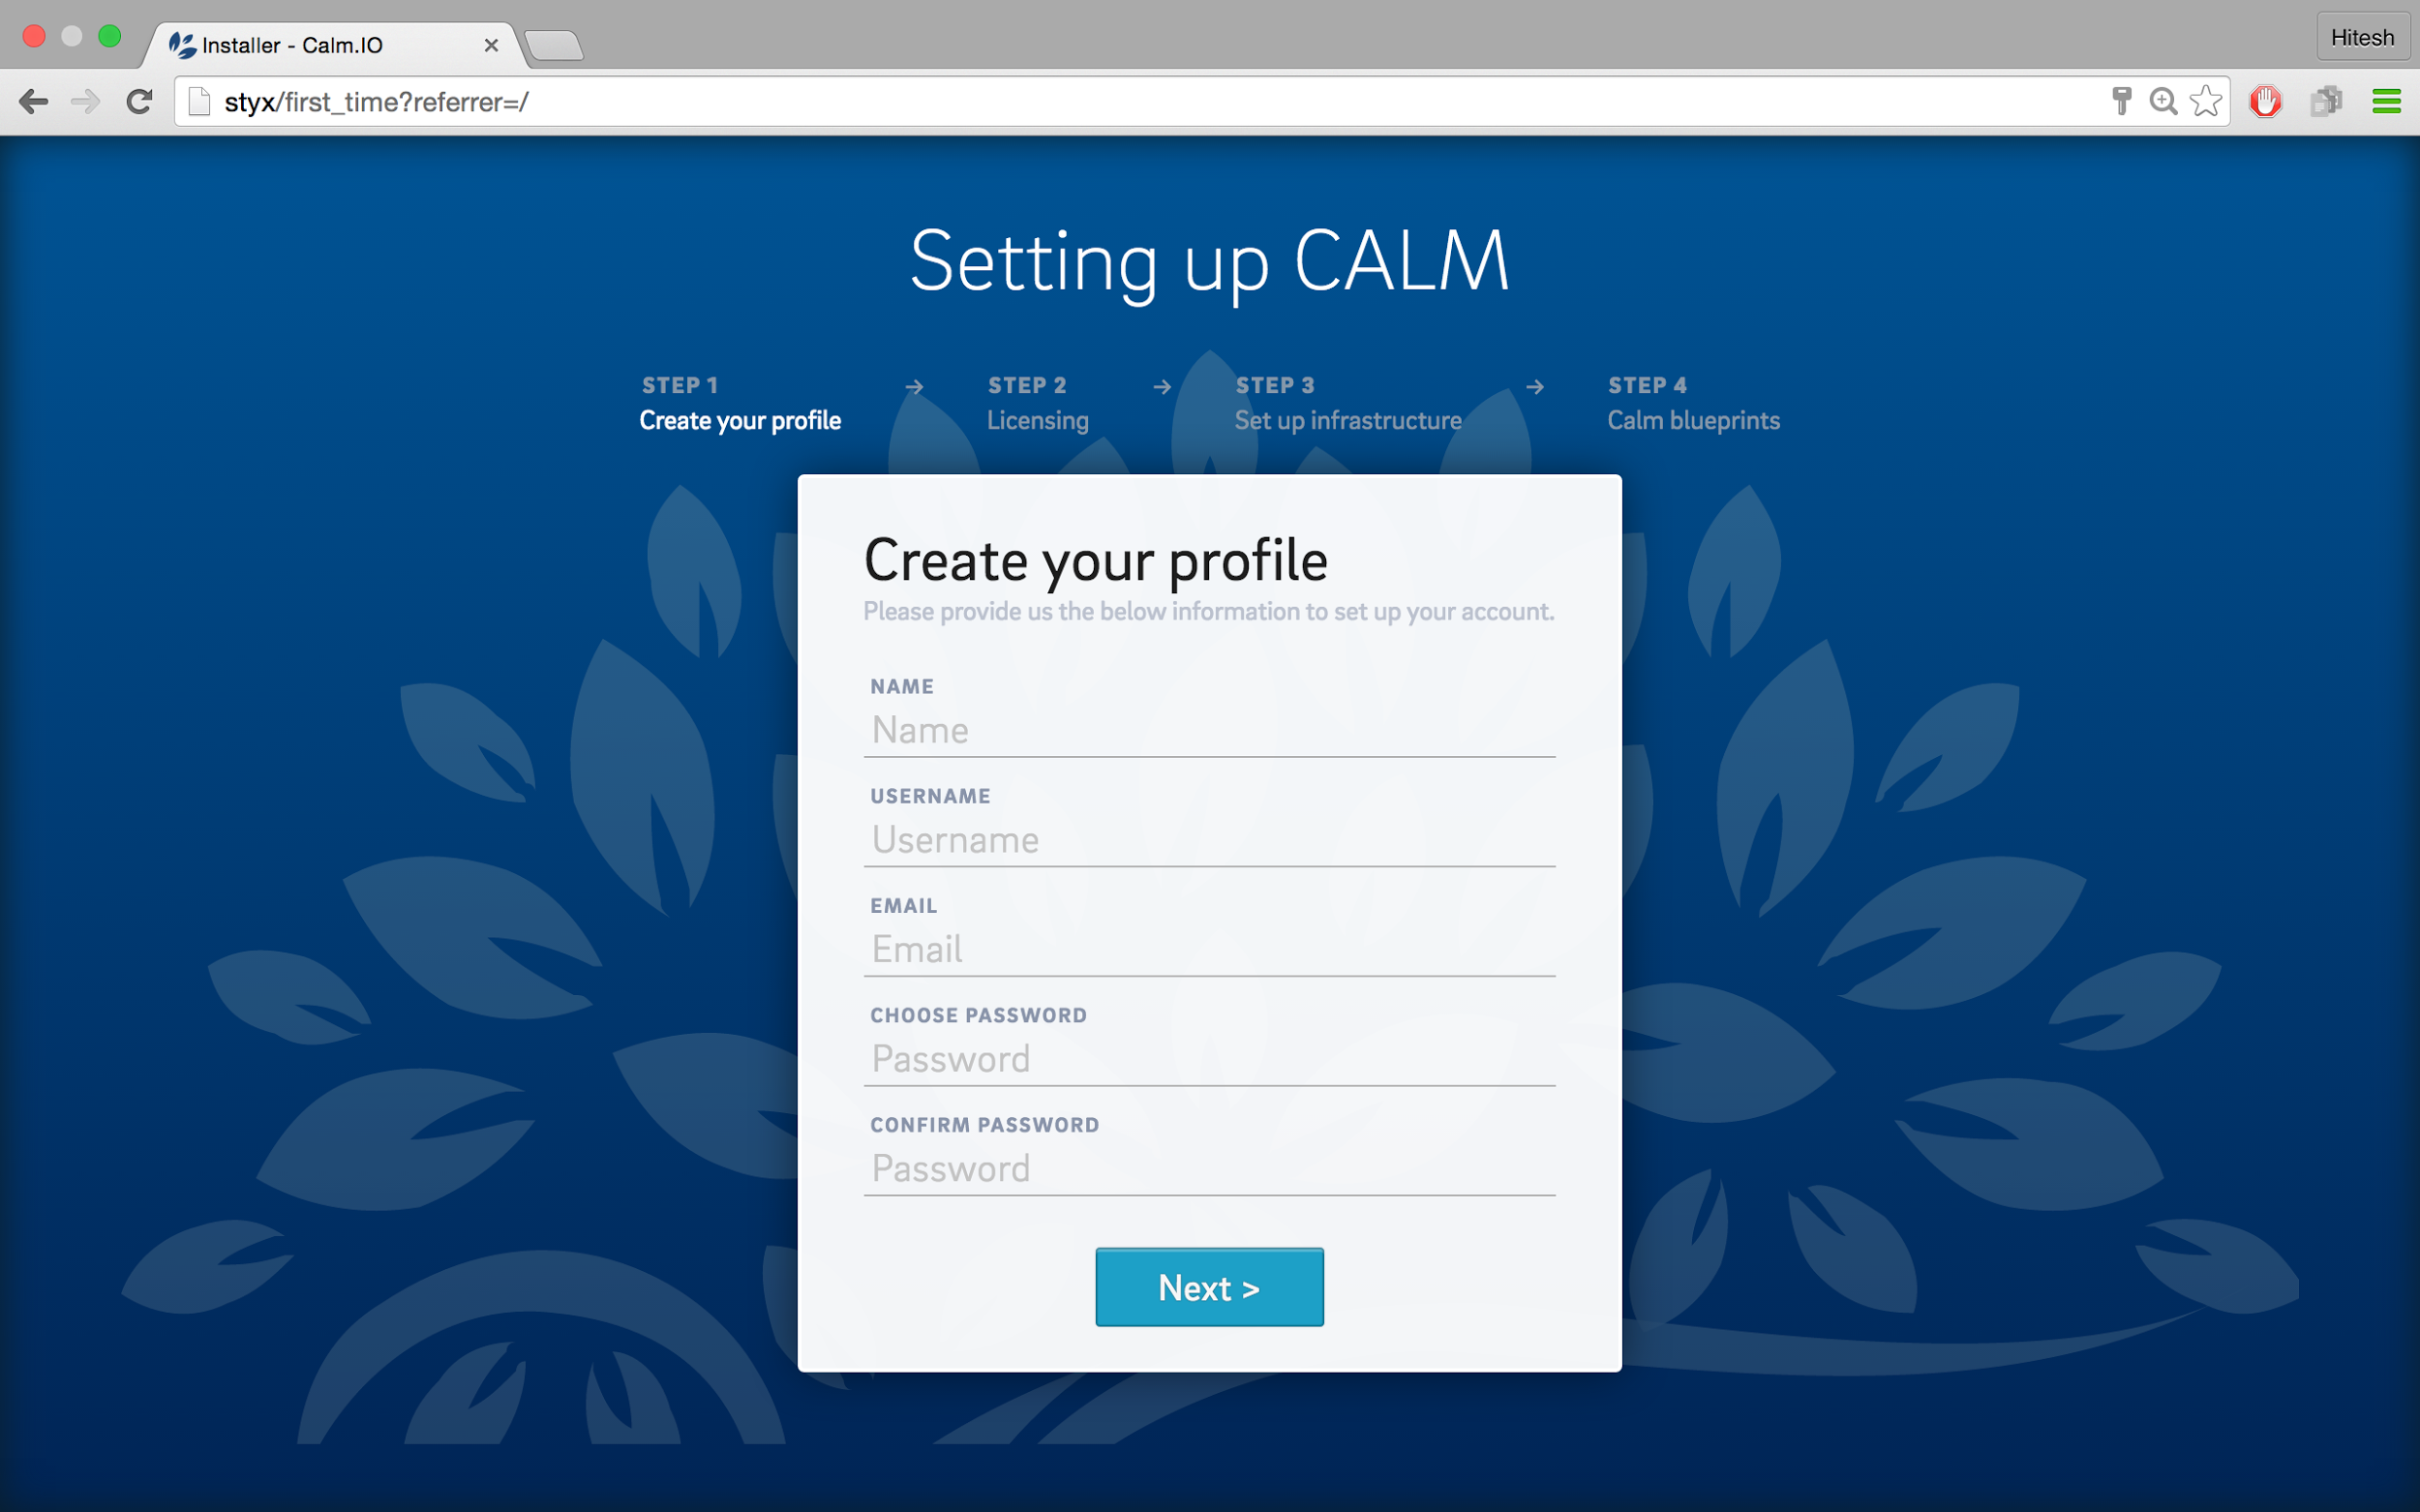 Installer - Calm.IO
Hitesh
styx/first_time?referrer=/
Setting up CALM
STEP 1 → STEP 2 → STEP 3 → STEP 4
Create your profile Licensing Set up infrastructure Calm blueprints
Create your profile
Please provide us the below information to set up your account.
NAME
Name
USERNAME
Username
EMAIL
Email
CHOOSE PASSWORD
Password
CONFIRM PASSWORD
Password
Next >